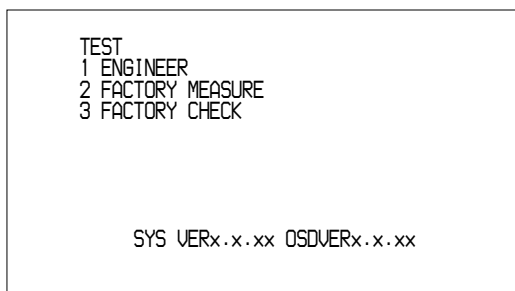 TEST
1 ENGINEER
2 FACTORY MEASURE
3 FACTORY CHECK
SYS VERx.x.xx OSDVERx.x.xx